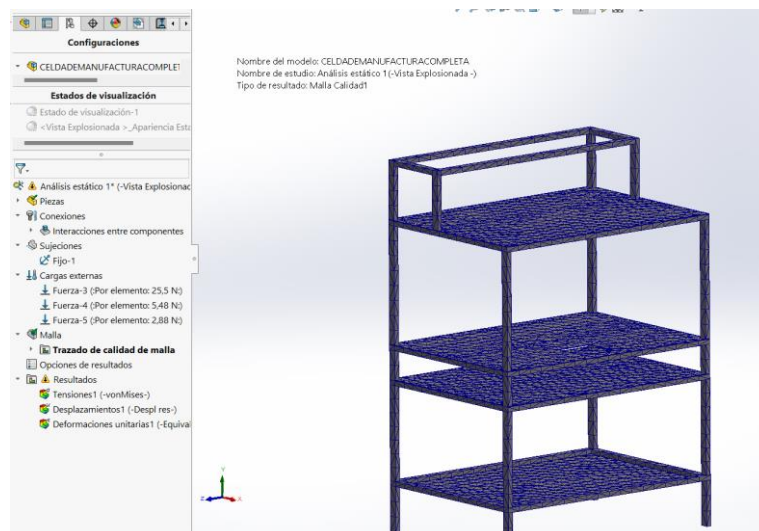 Configuraciones
CELDADEMANUFACTURACOMPLET
Estados de visualización
Estado de visualización-1
<Vista Explosionada >_Apariencia Esta
Análisis estático 1* (-Vista Explosionac
Piezas
Conexiones
Interacciones entre componentes
Sujeciones
Fijo-1
Cargas externas
Fuerza-3 (:Por elemento: 25,5 N:)
Fuerza-4 (:Por elemento: 5,48 N:)
Fuerza-5 (:Por elemento: 2,88 N:)
Malla
Trazado de calidad de malla
Opciones de resultados
Resultados
Tensiones1 (-vonMises-)
Desplazamientos1 (-Despl res-)
Deformaciones unitarias1 (-Equival
Nombre del modelo: CELDADEMANUFACTURACOMPLETA
Nombre de estudio: Análisis estático 1(-Vista Explosionada -)
Tipo de resultado: Malla Calidad1
Y
Z
X